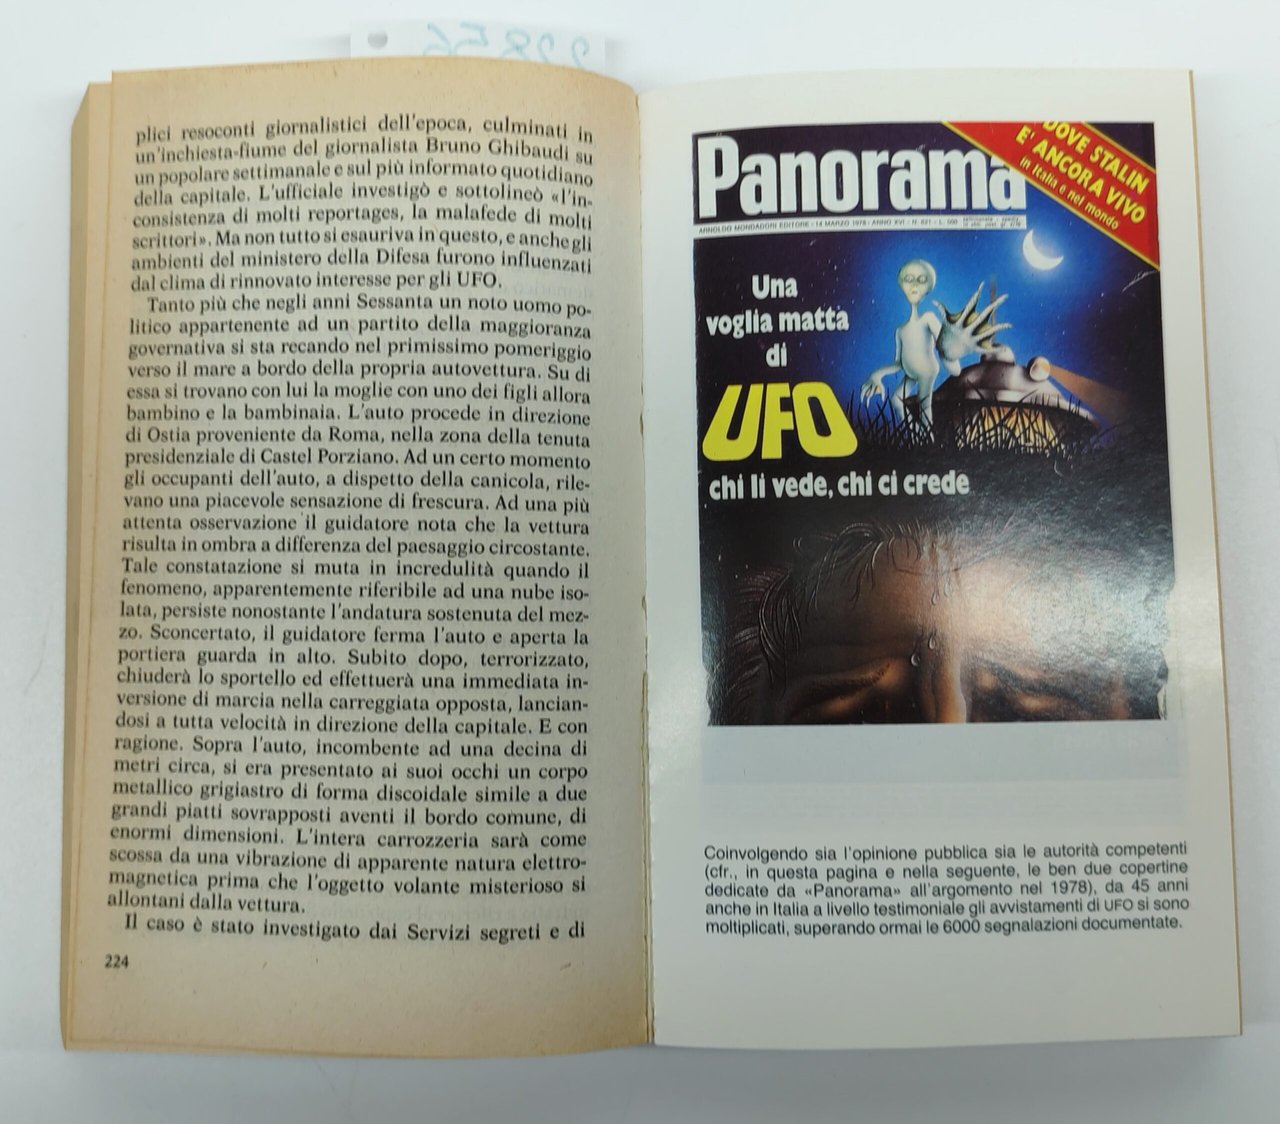 plici resoconti giornalistici dell'epoca, culminati in
un'inchiesta-fiume del giornalista Bruno Ghibaudi su
un popolare settimanale e sul più informato quotidiano
della capitale. L'ufficiale investigò e sottolineò «l'in-
consistenza di molti reportages, la malafede di molti
scrittori». Ma non tutto si esauriva in questo, e anche gli
ambienti del ministero della Difesa furono influenzati
dal clima di rinnovato interesse per gli UFO.
Tanto più che negli anni Sessanta un noto uomo po-
litico appartenente ad un partito della maggioranza
governativa si sta recando nel primissimo pomeriggio
verso il mare a bordo della propria autovettura. Su di
essa si trovano con lui la moglie con uno dei figli allora
bambino e la bambinaia. L'auto procede in direzione
di Ostia proveniente da Roma, nella zona della tenuta
presidenziale di Castel Porziano. Ad un certo momento
gli occupanti dell'auto, a dispetto della canicola, rile-
vano una piacevole sensazione di frescura. Ad una più
attenta osservazione il guidatore nota che la vettura
risulta in ombra a differenza del paesaggio circostante.
Tale constatazione si muta in incredulità quando il
fenomeno, apparentemente riferibile ad una nube iso-
lata, persiste nonostante l'andatura sostenuta del mez-
zo. Sconcertato, il guidatore ferma l'auto e aperta la
portiera guarda in alto. Subito dopo, terrorizzato,
chiuderà lo sportello ed effettuerà una immediata in-
versione di marcia nella carreggiata opposta, lancian-
dosi a tutta velocità in direzione della capitale. E con
ragione. Sopra l'auto, incombente ad una decina di
metri circa, si era presentato ai suoi occhi un corpo
metallico grigiastro di forma discoidale simile a due
grandi piatti sovrapposti aventi il bordo comune, di
enormi dimensioni. L'intera carrozzeria sarà come
scossa da una vibrazione di apparente natura elettro-
magnetica prima che l'oggetto volante misterioso si
allontani dalla vettura.
Il caso è stato investigato dai Servizi segreti e di
224
Panorama
DOVE STALIN
E' ANCORA VIVO
in Italia e nel mondo
ARNOLDO MONDADORI EDITORE - 14 MARZO 1978 - ANNO XVI - N. 621 - L. 500
Una
voglia matta
di
UFO
chi li vede, chi ci crede
Coinvolgendo sia l'opinione pubblica sia le autorità competenti
(cfr., in questa pagina e nella seguente, le ben due copertine
dedicate da «Panorama» all'argomento nel 1978), da 45 anni
anche in Italia a livello testimoniale gli avvistamenti di UFO si sono
moltiplicati, superando ormai le 6000 segnalazioni documentate.